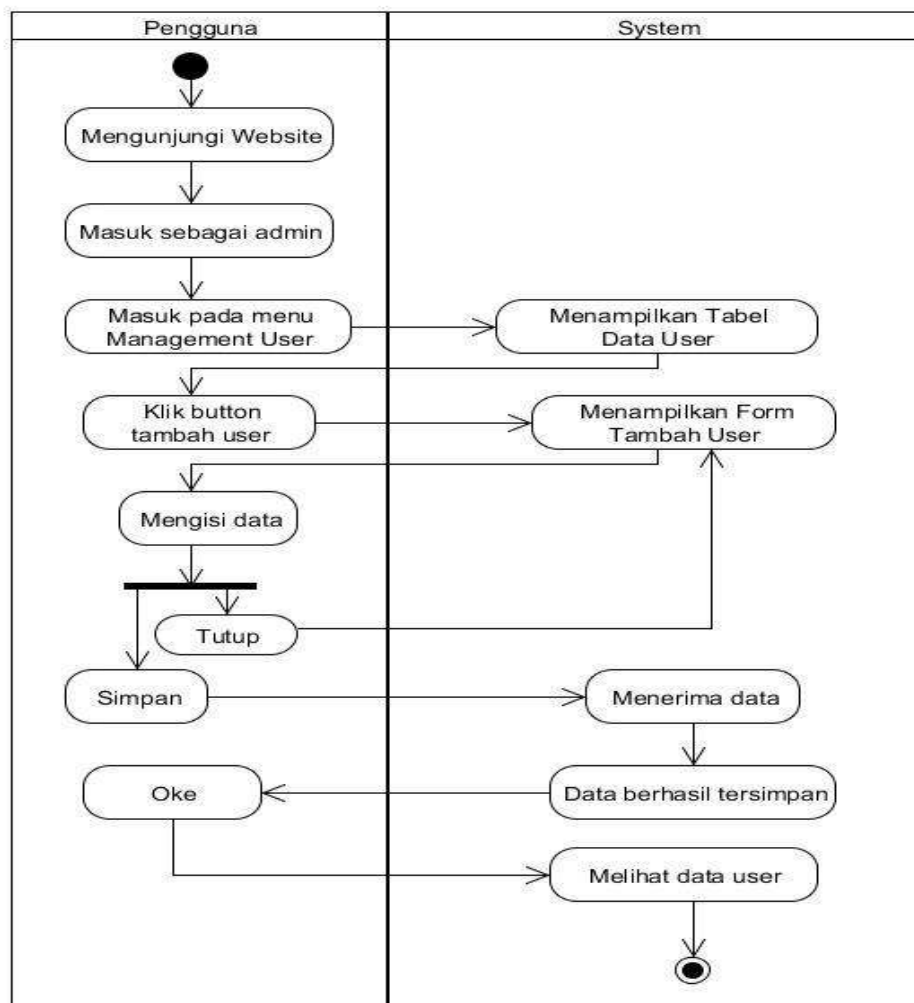 Pengguna
System
Mengunjungi Website
Masuk sebagai admin
Masuk pada menu
Management User
Menampilkan Tabel
Data User
Klik button
tambah user
Menampilkan Form
Tambah User
Mengisi data
Tutup
Simpan
Menerima data
Oke
Data berhasil tersimpan
Melihat data user